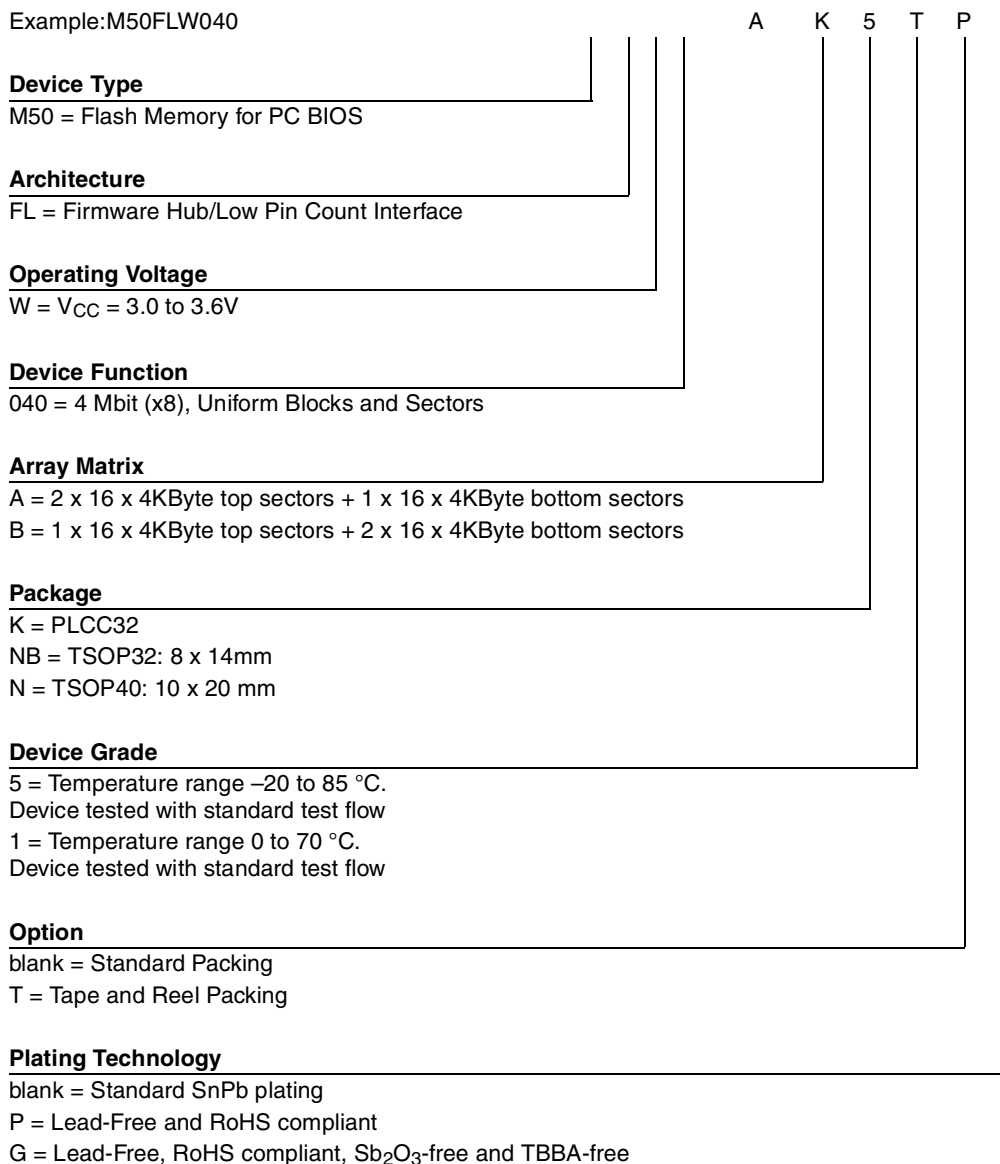 Example:M50FLW040 A K 5 T P
Device Type
M50 = Flash Memory for PC BIOS
Architecture
FL = Firmware Hub/Low Pin Count Interface
Operating Voltage
W = VCC = 3.0 to 3.6V
Device Function
040 = 4 Mbit (x8), Uniform Blocks and Sectors
Array Matrix
A = 2 x 16 x 4KByte top sectors + 1 x 16 x 4KByte bottom sectors
B = 1 x 16 x 4KByte top sectors + 2 x 16 x 4KByte bottom sectors
Package
K = PLCC32
NB = TSOP32: 8 x 14mm
N = TSOP40: 10 x 20 mm
Device Grade
5 = Temperature range –20 to 85 °C.
Device tested with standard test flow
1 = Temperature range 0 to 70 °C.
Device tested with standard test flow
Option
blank = Standard Packing
T = Tape and Reel Packing
Plating Technology
blank = Standard SnPb plating
P = Lead-Free and RoHS compliant
G = Lead-Free, RoHS compliant, Sb2O3-free and TBBA-free